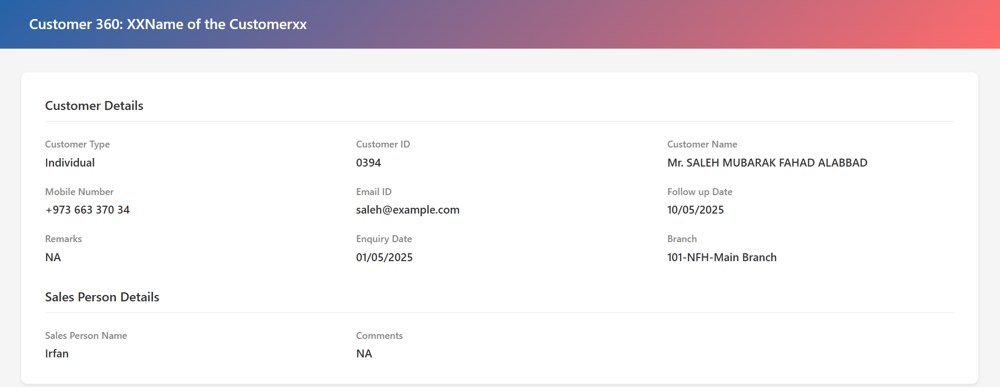 Customer 360: XXName of the Customerxx
Customer Details
Customer Type
Individual
Customer ID
0394
Customer Name
Mr. SALEH MUBARAK FAHAD ALABBAD
Mobile Number
+973 663 370 34
Email ID
saleh@example.com
Follow up Date
10/05/2025
Remarks
NA
Enquiry Date
01/05/2025
Branch
101-NFH-Main Branch
Sales Person Details
Sales Person Name
Irfan
Comments
NA